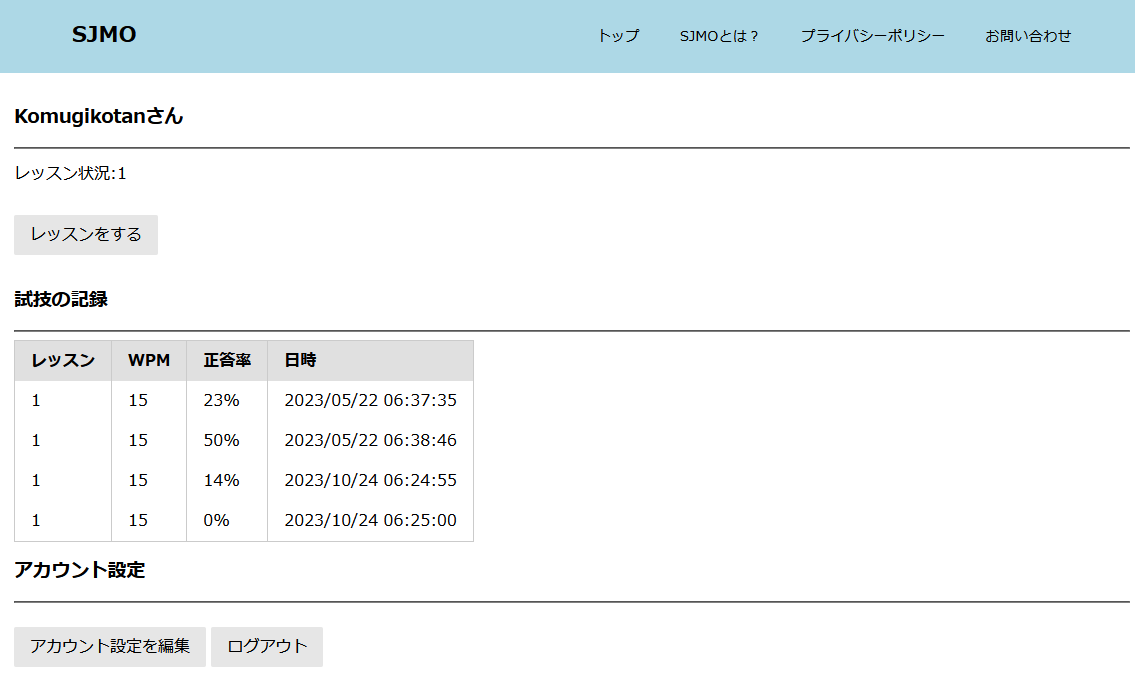 SJMO トップ SJMOとは？ プライバシーポリシー お問い合わせ
Komugikotanさん
レッスン状況:1
レッスンをする
試技の記録
レッスン WPM 正答率 日時
1 15 23% 2023/05/22 06:37:35
1 15 50% 2023/05/22 06:38:46
1 15 14% 2023/10/24 06:24:55
1 15 0% 2023/10/24 06:25:00
アカウント設定
アカウント設定を編集 ログアウト